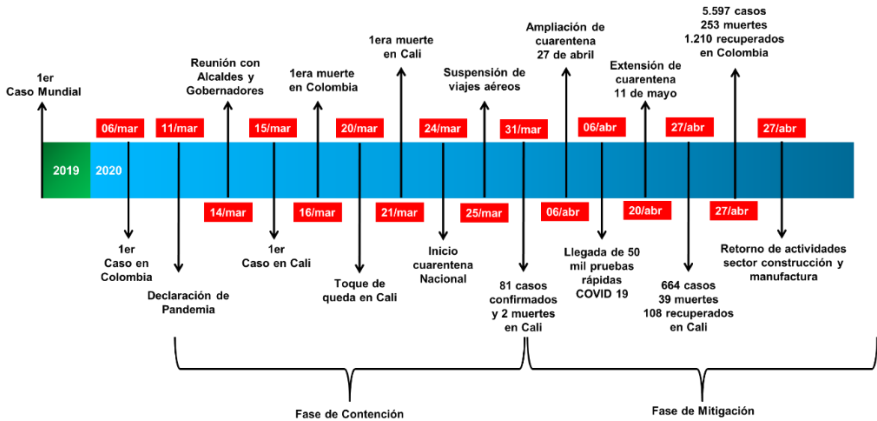 1er
Caso Mundial
Reunión con
Alcaldes y
Gobernadores
1era muerte
en Colombia
1era muerte
en Cali
Suspensión de
viajes aéreos
Ampliación de
cuarentena
27 de abril
Extensión de
cuarentena
11 de mayo
5.597 casos
253 muertes
1.210 recuperados
en Colombia
06/mar
11/mar
15/mar
20/mar
24/mar
31/mar
06/abr
27/abr
27/abr
2019
2020
14/mar
16/mar
21/mar
25/mar
06/abr
20/abr
27/abr
1er
Caso en
Colombia
Declaración de
Pandemia
1er
Caso en Cali
Toque de
queda en Cali
Inicio
cuarentena
Nacional
81 casos
confirmados
y 2 muertes
en Cali
Llegada de 50
mil pruebas
rápidas
COVID 19
664 casos
39 muertes
108 recuperados
en Cali
Retorno de actividades
sector construcción y
manufactura
Fase de Contención
Fase de Mitigación